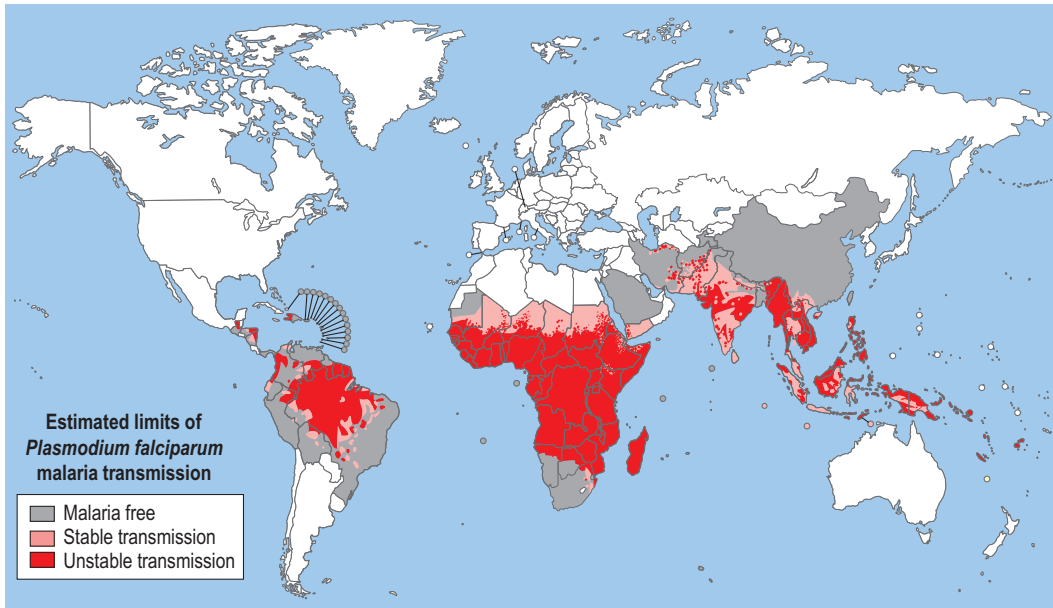 Estimated limits of
Plasmodium falciparum
malaria transmission
Malaria free
Stable transmission
Unstable transmission